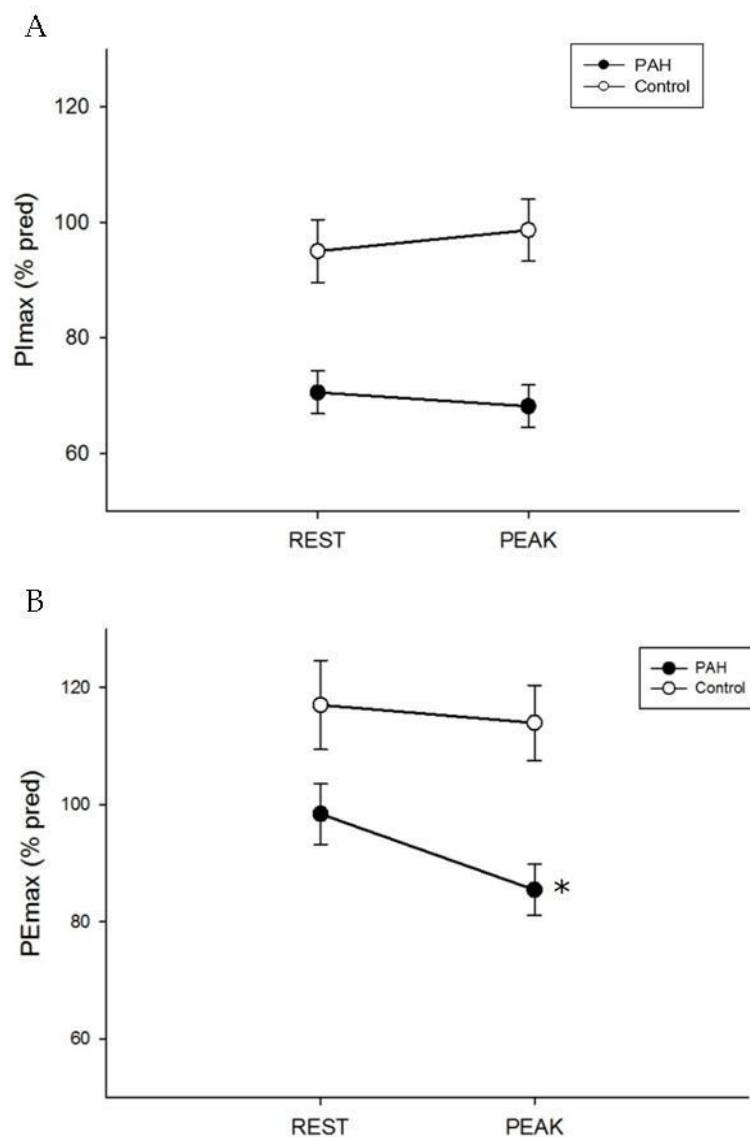 A
PAH
Control
120
100
80
60
PImax (% pred)
REST PEAK
B
PAH
Control
120
100
80
60
PEmax (% pred)
*
REST PEAK